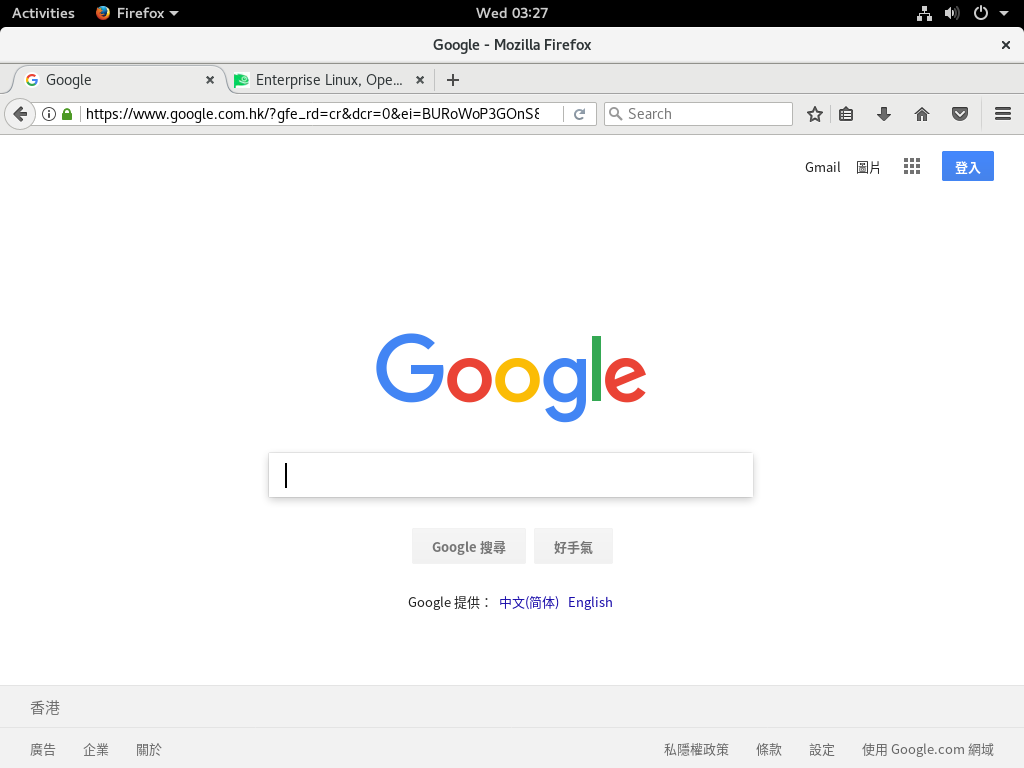 Activities Firefox Wed 03:27
Google - Mozilla Firefox
Google Enterprise Linux, Ope...
https://www.google.com.hk/?gfe_rd=cr&dcr=0&ei=BURoWoP3GOnS8 Search
Gmail 圖片 登入
Google
Google 搜尋 好手氣
Google 提供： 中文(简体) English
香港
廣告 企業 關於 私隱權政策 條款 設定 使用 Google.com 網域